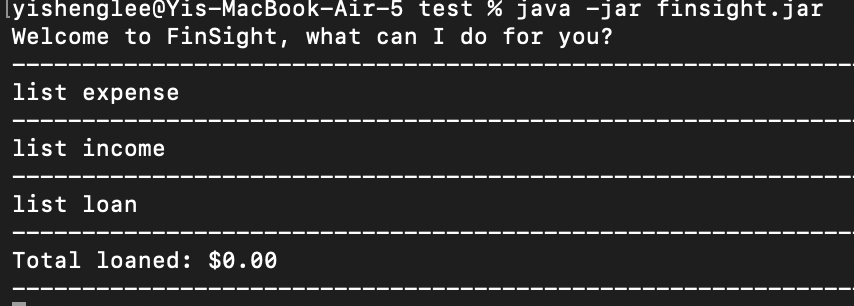 yishenglee@Yis-MacBook-Air-5 test % java -jar finsight.jar
Welcome to FinSight, what can I do for you?
--------------------------------------------------------------
list expense
--------------------------------------------------------------
list income
--------------------------------------------------------------
list loan
--------------------------------------------------------------
Total loaned: $0.00
--------------------------------------------------------------